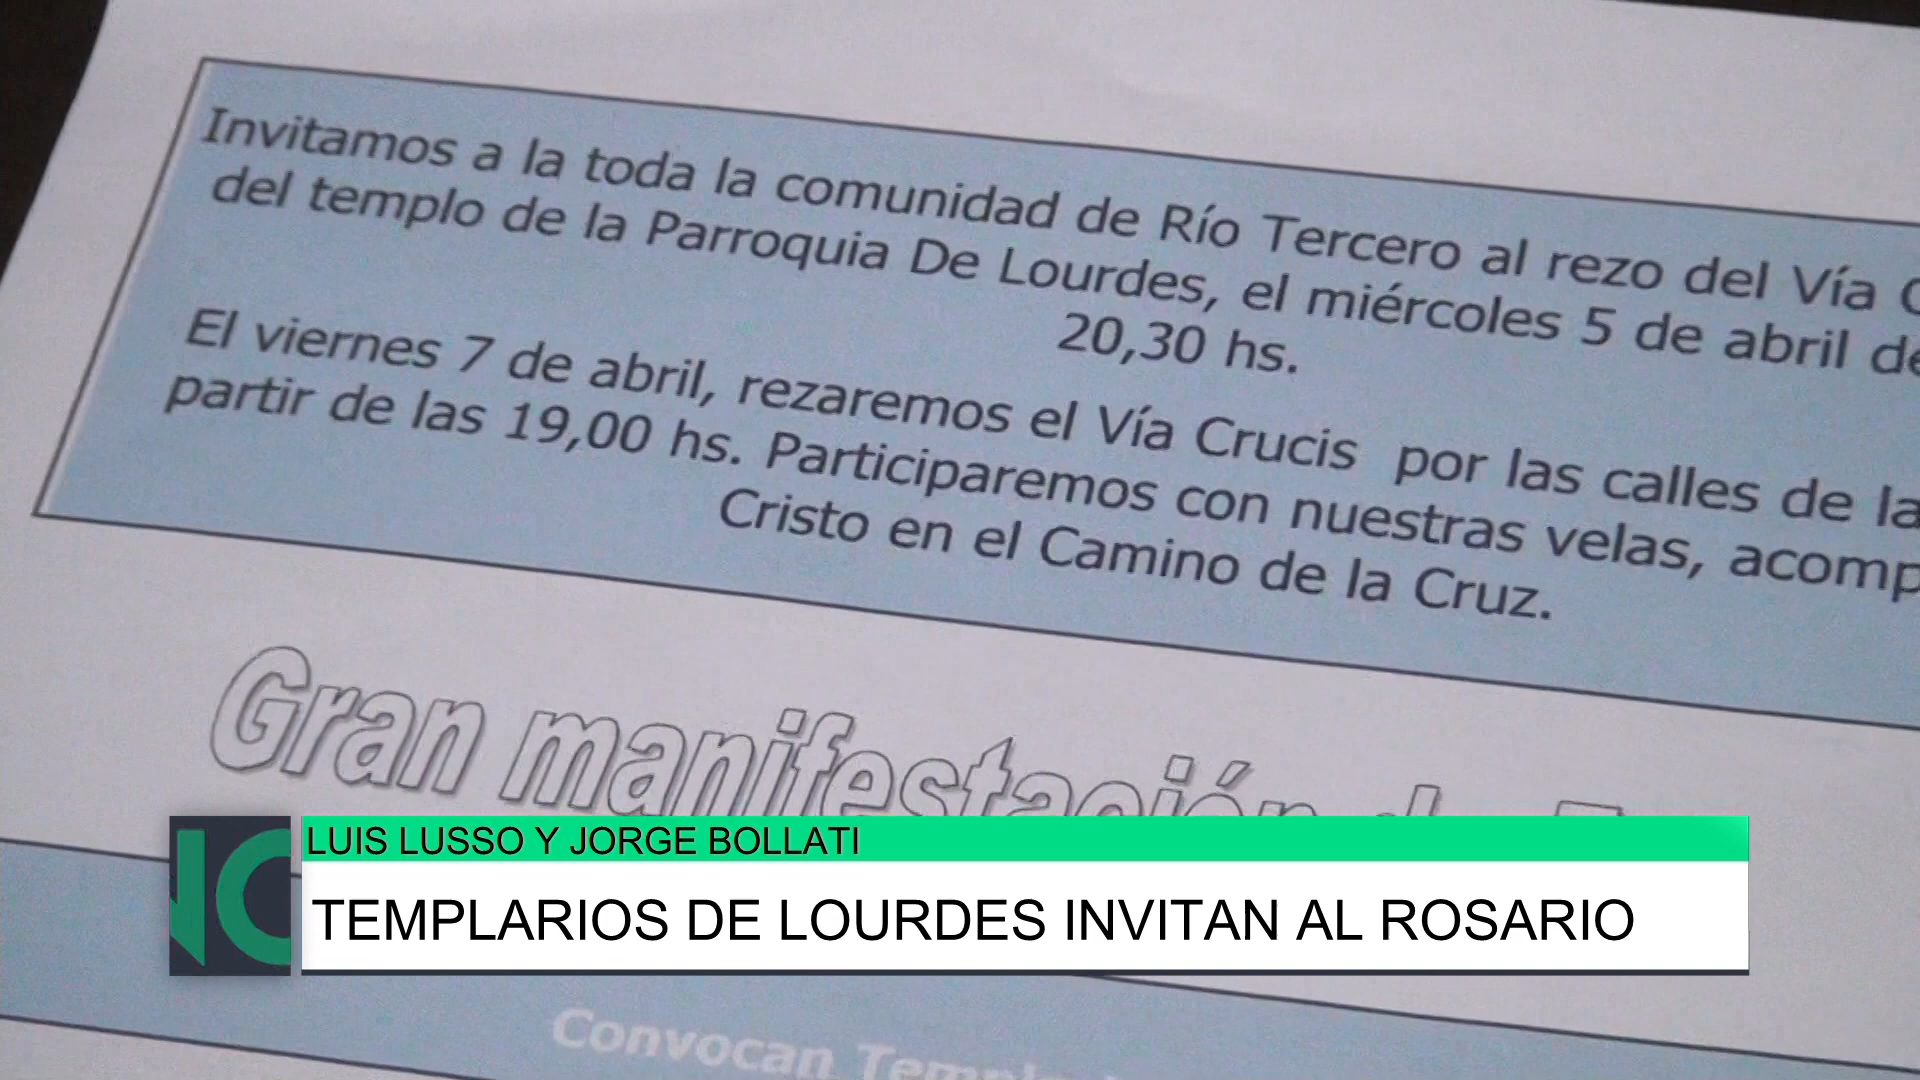 Invitamos a la toda la comunidad de Río Tercero al rezo del Vía
del templo de la Parroquia De Lourdes, el miércoles 5 de abril de
20,30 hs.
El viernes 7 de abril, rezaremos el Vía Crucis por las calles de la
partir de las 19,00 hs. Participaremos con nuestras velas, acomp
Cristo en el Camino de la Cruz.
Gran manifestación de
LUIS LUSSO Y JORGE BOLLATI
TEMPLARIOS DE LOURDES INVITAN AL ROSARIO
Convocan